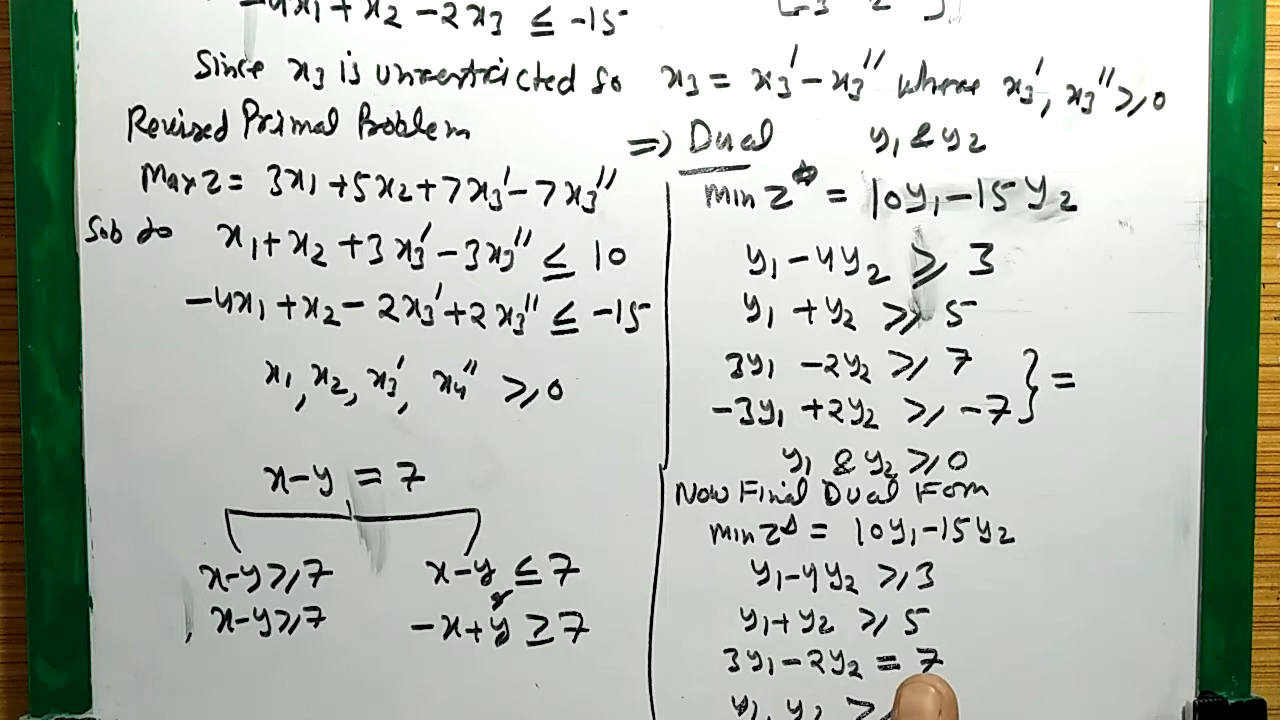 -4x₁ + x₂ - 2x₃ ≤ -15
Since x₃ is unrestricted so x₃ = x₃' - x₃'' where x₃', x₃'' ≥ 0
Revised Primal Problem
Max z = 3x₁ + 5x₂ + 7x₃' - 7x₃''
Sub to x₁ + x₂ + 3x₃' - 3x₃'' ≤ 10
-4x₁ + x₂ - 2x₃' + 2x₃'' ≤ -15
x₁, x₂, x₃', x₄'' ≥ 0
x-y = 7
x-y ≥ 7 x-y ≤ 7
, x-y ≥ 7 -x+y ≥ 7
⇒ Dual y₁ & y₂
min z* = 10y₁ - 15y₂
y₁ - 4y₂ ≥ 3
y₁ + y₂ ≥ 5
3y₁ - 2y₂ ≥ 7
-3y₁ + 2y₂ ≥ -7 } =
y₁ & y₂ ≥ 0
Now Final Dual Form
min z* = 10y₁ - 15y₂
y₁ - 4y₂ ≥ 3
y₁ + y₂ ≥ 5
3y₁ - 2y₂ = 7
y₁, y₂ ≥